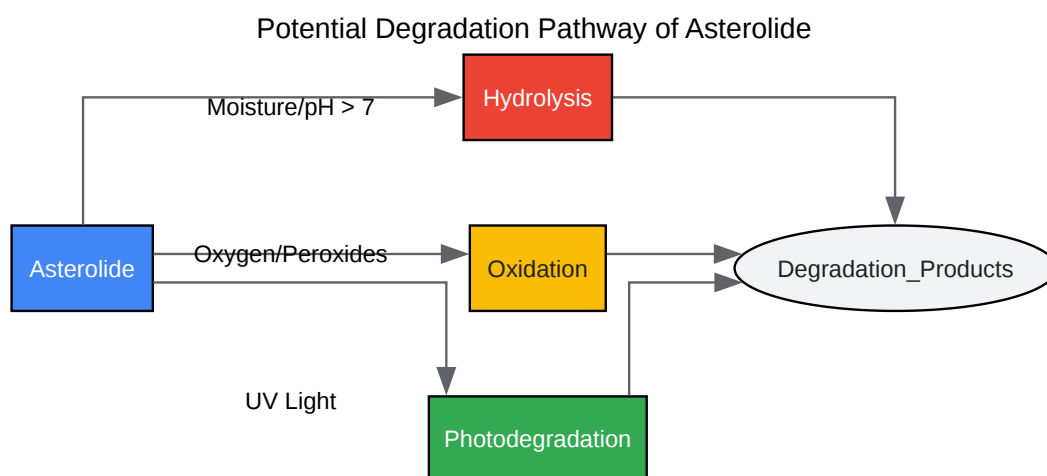 Potential Degradation Pathway of Asterolide
Hydrolysis
Moisture/pH > 7
Asterolide
Oxygen/Peroxides
Oxidation
Degradation_Products
UV Light
Photodegradation